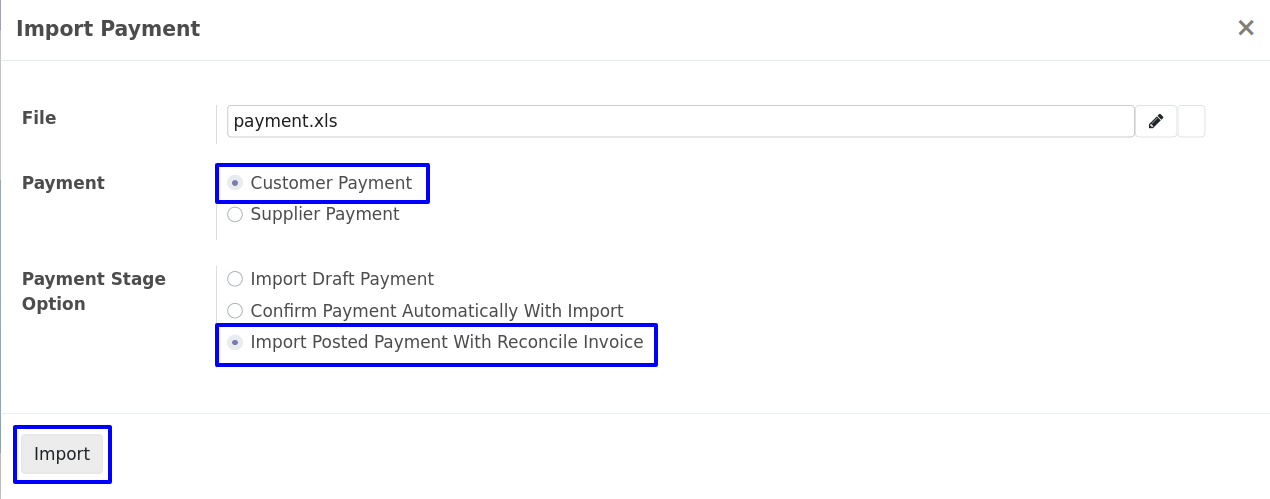 Import Payment
File
payment.xls
Payment
Customer Payment
Supplier Payment
Payment Stage
Option
Import Draft Payment
Confirm Payment Automatically With Import
Import Posted Payment With Reconcile Invoice
Import